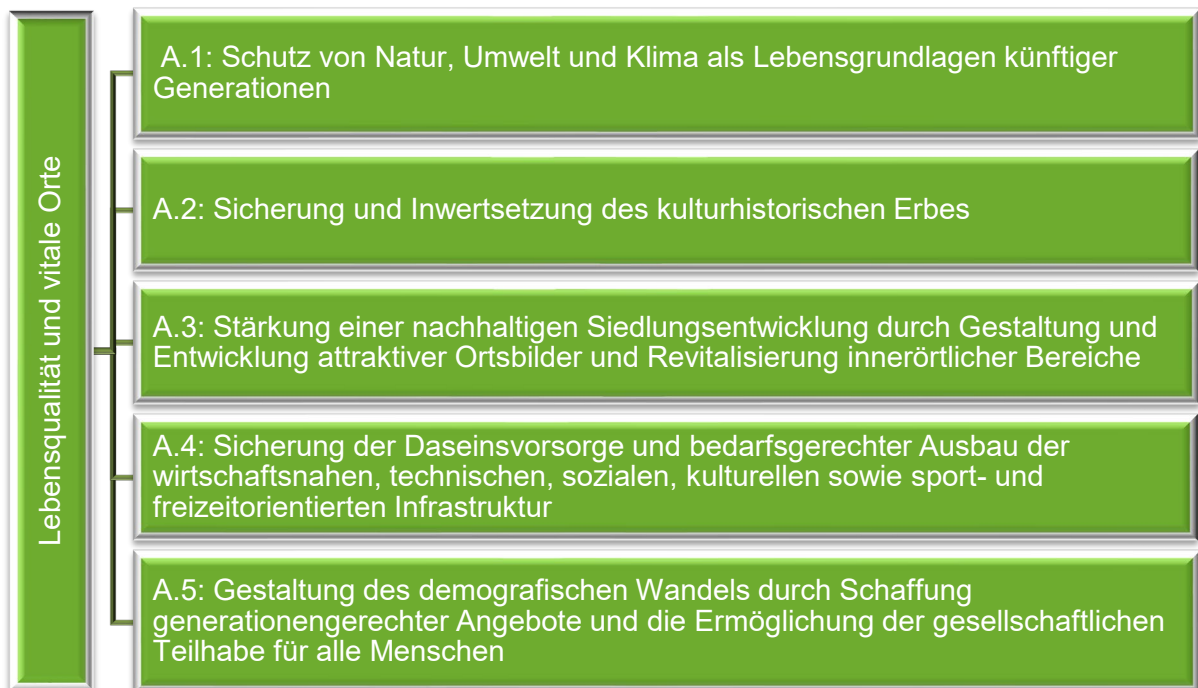 Lebensqualität und vitale Orte
A.1: Schutz von Natur, Umwelt und Klima als Lebensgrundlagen künftiger
Generationen
A.2: Sicherung und Inwertsetzung des kulturhistorischen Erbes
A.3: Stärkung einer nachhaltigen Siedlungsentwicklung durch Gestaltung und
Entwicklung attraktiver Ortsbilder und Revitalisierung innerörtlicher Bereiche
A.4: Sicherung der Daseinsvorsorge und bedarfsgerechter Ausbau der
wirtschaftsnahen, technischen, sozialen, kulturellen sowie sport- und
freizeitorientierten Infrastruktur
A.5: Gestaltung des demografischen Wandels durch Schaffung
generationengerechter Angebote und die Ermöglichung der gesellschaftlichen
Teilhabe für alle Menschen